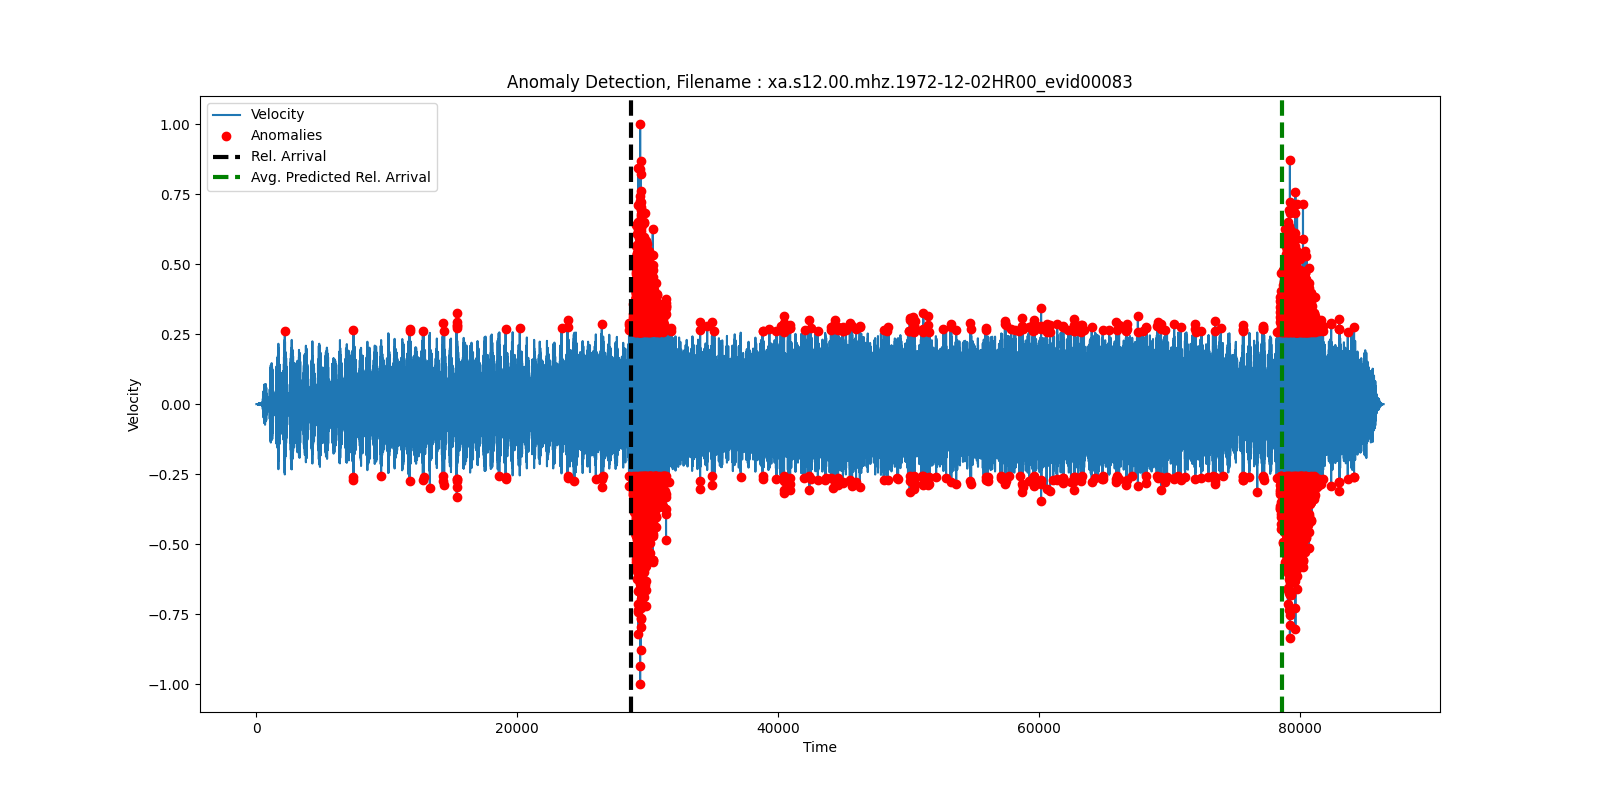 Anomaly Detection, Filename : xa.s12.00.mhz.1972-12-02HR00_evid00083
Velocity
Anomalies
Rel. Arrival
Avg. Predicted Rel. Arrival
1.00
0.75
0.50
0.25
0.00
−0.25
−0.50
−0.75
−1.00
Velocity
0 20000 40000 60000 80000
Time